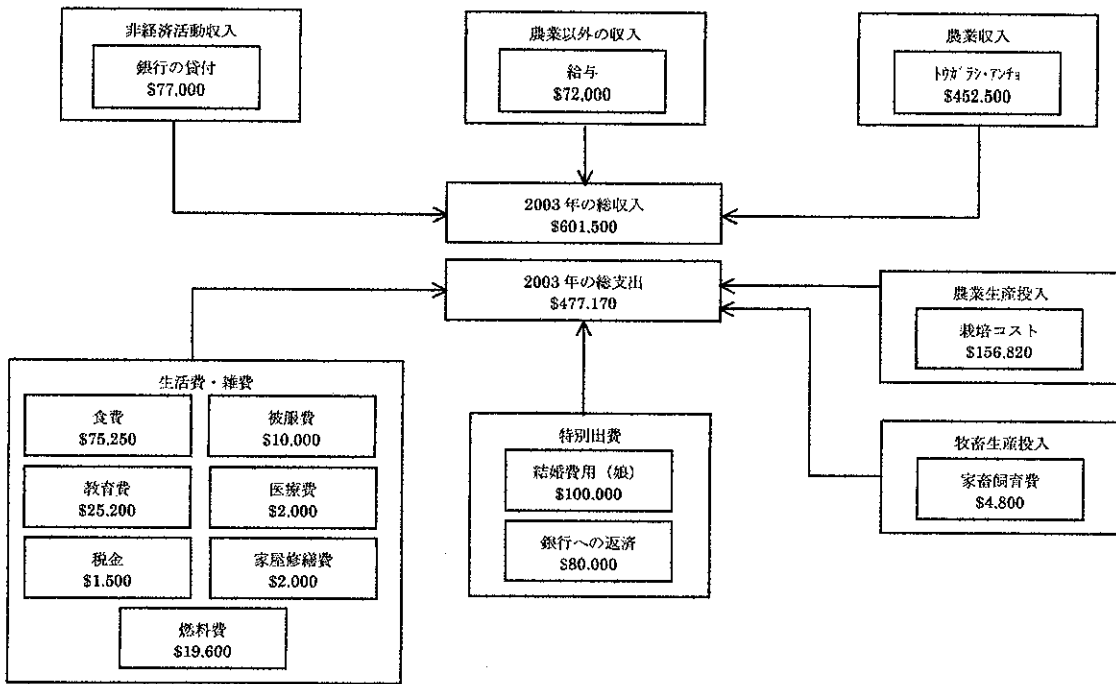 非経済活動収入
銀行の貸付
$77,000
農業以外の収入
給与
$72,000
農業収入
トウガラシ・アンチョ
$452,500
2003 年の総収入
$601,500
2003 年の総支出
$477,170
農業生産投入
栽培コスト
$156,820
牧畜生産投入
家畜飼育費
$4,800
生活費・雑費
食費
$75,250
被服費
$10,000
教育費
$25,200
医療費
$2,000
税金
$1,500
家屋修繕費
$2,000
燃料費
$19,600
特別出費
結婚費用（娘）
$100,000
銀行への返済
$80,000